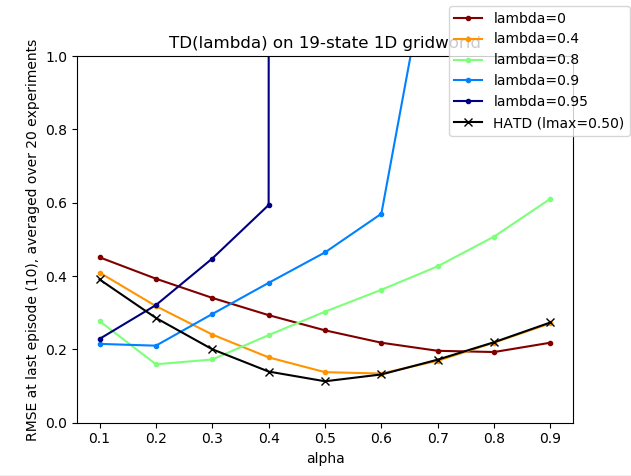 TD(lambda) on 19-state 1D gridworld
lambda=0
lambda=0.4
lambda=0.8
lambda=0.9
lambda=0.95
HATD (lmax=0.50)
RMSE at last episode (10), averaged over 20 experiments
1.0
0.8
0.6
0.4
0.2
0.0
0.1 0.2 0.3 0.4 0.5 0.6 0.7 0.8 0.9
alpha